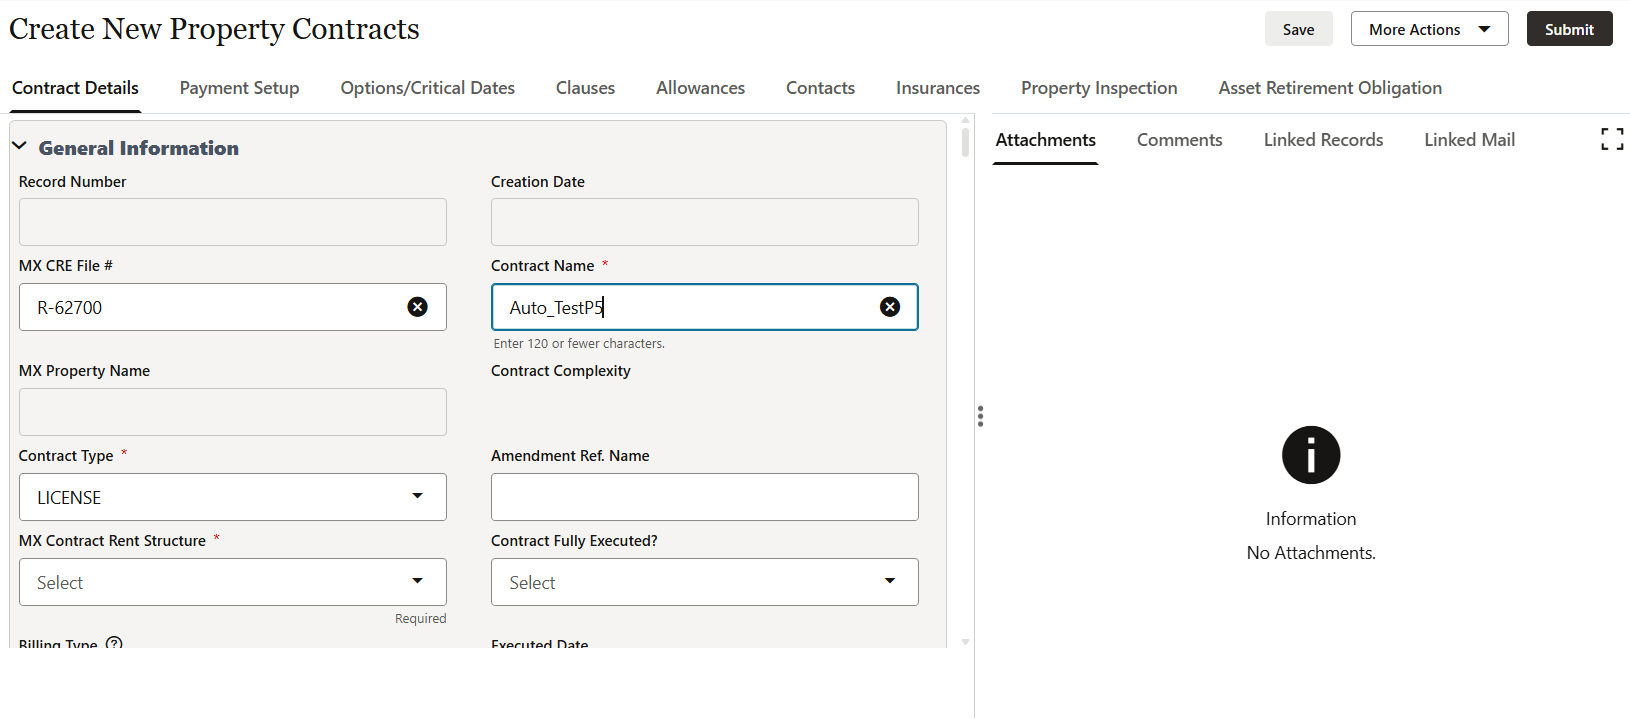 Create New Property Contracts
Save
More Actions
Submit
Contract Details
Payment Setup
Options/Critical Dates
Clauses
Allowances
Contacts
Insurances
Property Inspection
Asset Retirement Obligation
General Information
Record Number
Creation Date
MX CRE File #
Contract Name *
R-62700
Auto_TestP5
Enter 120 or fewer characters.
MX Property Name
Contract Complexity
Contract Type *
Amendment Ref. Name
LICENSE
MX Contract Rent Structure *
Contract Fully Executed?
Select
Select
Required
Billing Type ?
Executed Date
Attachments
Comments
Linked Records
Linked Mail
Information
No Attachments.